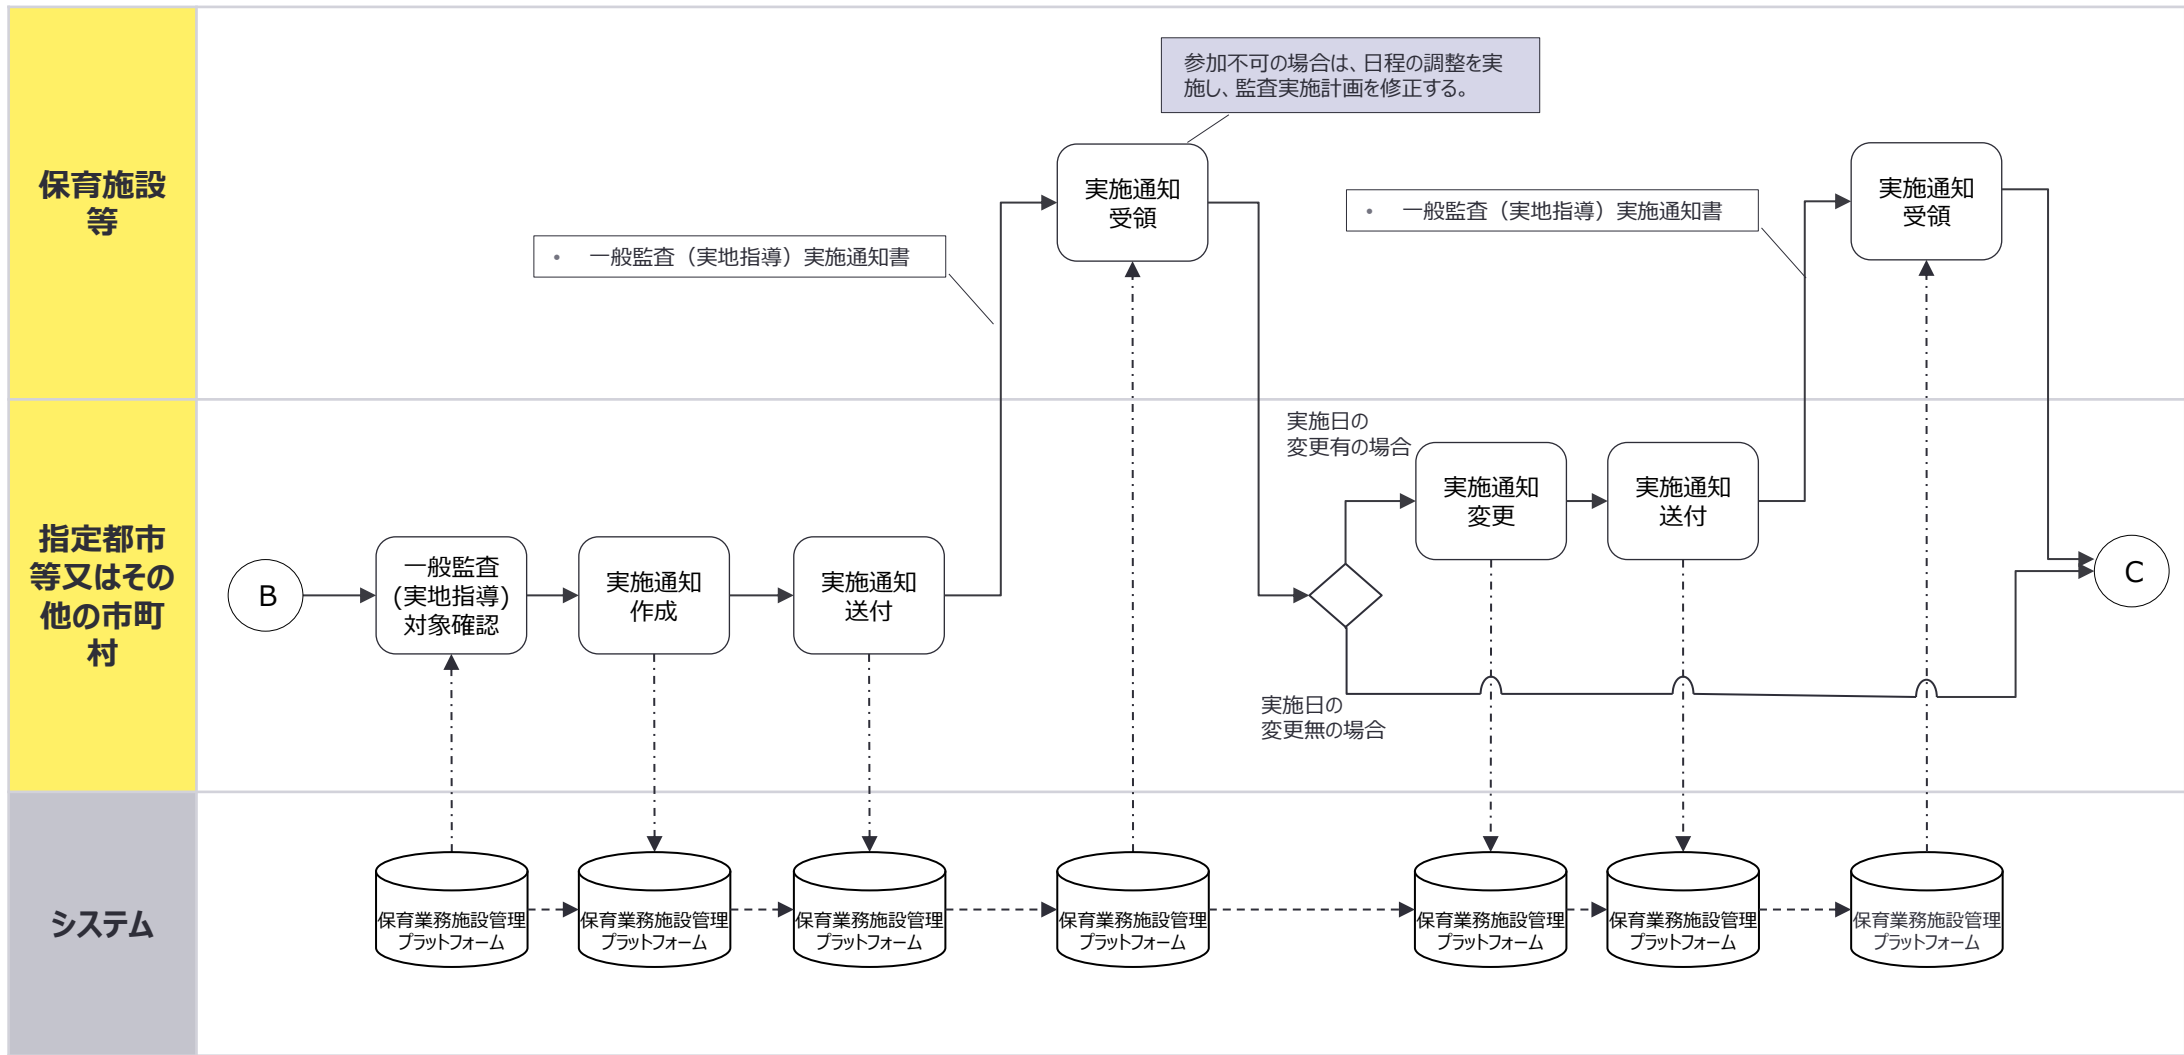 保育施設
等
参加不可の場合は、日程の調整を実
施し、監査実施計画を修正する。
• 一般監査（実地指導）実施通知書
実施通知
受領
• 一般監査（実地指導）実施通知書
実施通知
受領
指定都市
等又はその
他の市町
村
B
一般監査
(実地指導)
対象確認
実施通知
作成
実施通知
送付
実施日の
変更有の場合
実施通知
変更
実施通知
送付
実施日の
変更無の場合
C
システム
保育業務施設管理
プラットフォーム
保育業務施設管理
プラットフォーム
保育業務施設管理
プラットフォーム
保育業務施設管理
プラットフォーム
保育業務施設管理
プラットフォーム
保育業務施設管理
プラットフォーム
保育業務施設管理
プラットフォーム